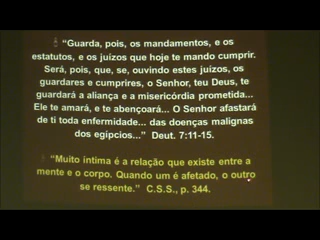 “Guarda, pois, os mandamentos, e os
estatutos, e os juízos que hoje te mando cumprir.
Será, pois, que, se, ouvindo estes juízos, os
guardares e cumprires, o Senhor, teu Deus, te
guardará a aliança e a misericórdia prometida...
Ele te amará, e te abençoará... O Senhor afastará
de ti toda enfermidade... das doenças malignas
dos egípcios...” Deut. 7:11-15.
“Muito íntima é a relação que existe entre a
mente e o corpo. Quando um é afetado, o outro
se ressente.” C.S.S., p. 344.